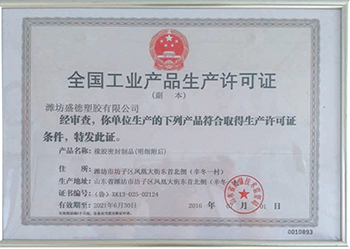 全国工业产品生产许可证
（副 本）
潍坊盛德塑胶有限公司
经审查，你单位生产的下列产品符合取得生产许可证
条件，特发此证。
产品名称:橡胶密封制品(明细附后)
住 所:潍坊市坊子区凤凰大街东首北侧（辛冬一村）
生产地址:山东省潍坊市坊子区凤凰大街东首北侧（辛冬一村）
证书编号:(鲁)XK13-025-02124
有效期至:2021年6月30日
2016 01
0010893